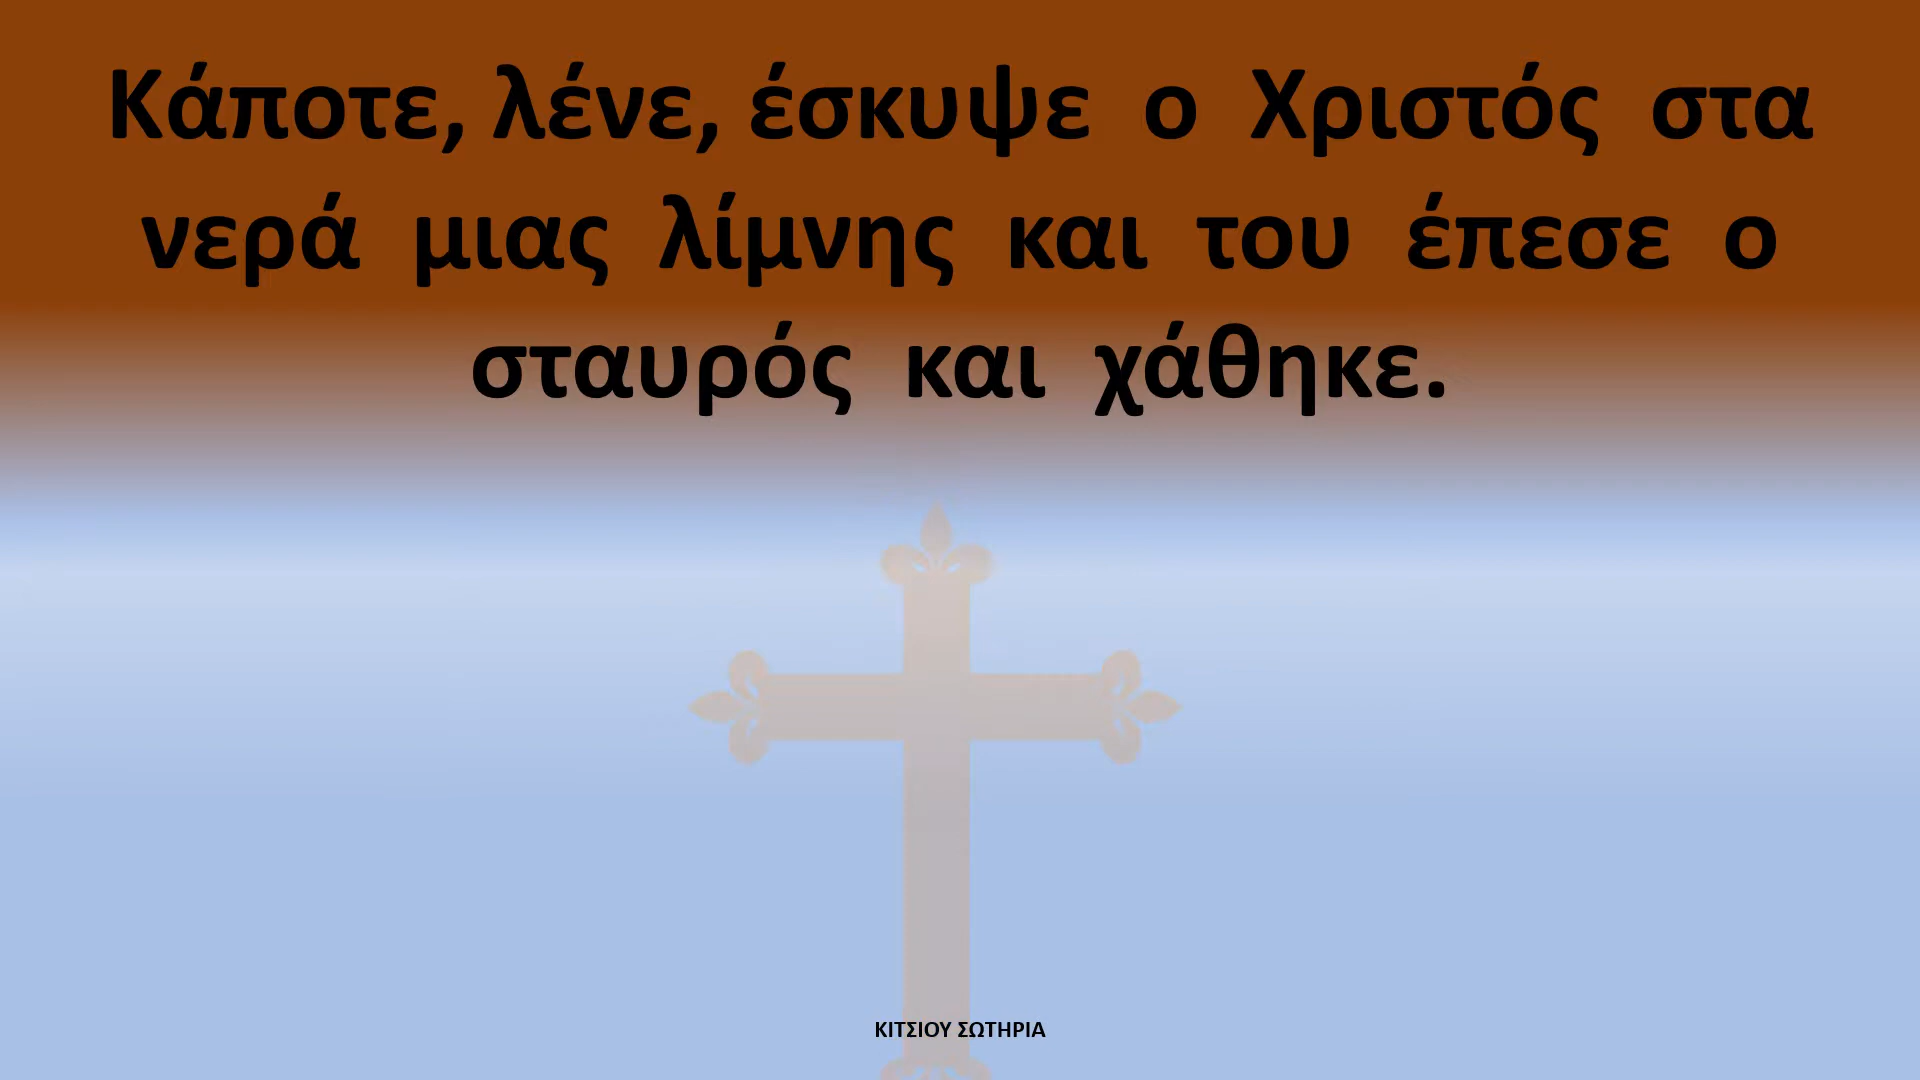 Κάποτε, λένε, έσκυψε ο Χριστός στα
νερά μιας λίμνης και του έπεσε ο
σταυρός και χάθηκε.
ΚΙΤΣΙΟΥ ΣΩΤΗΡΙΑ